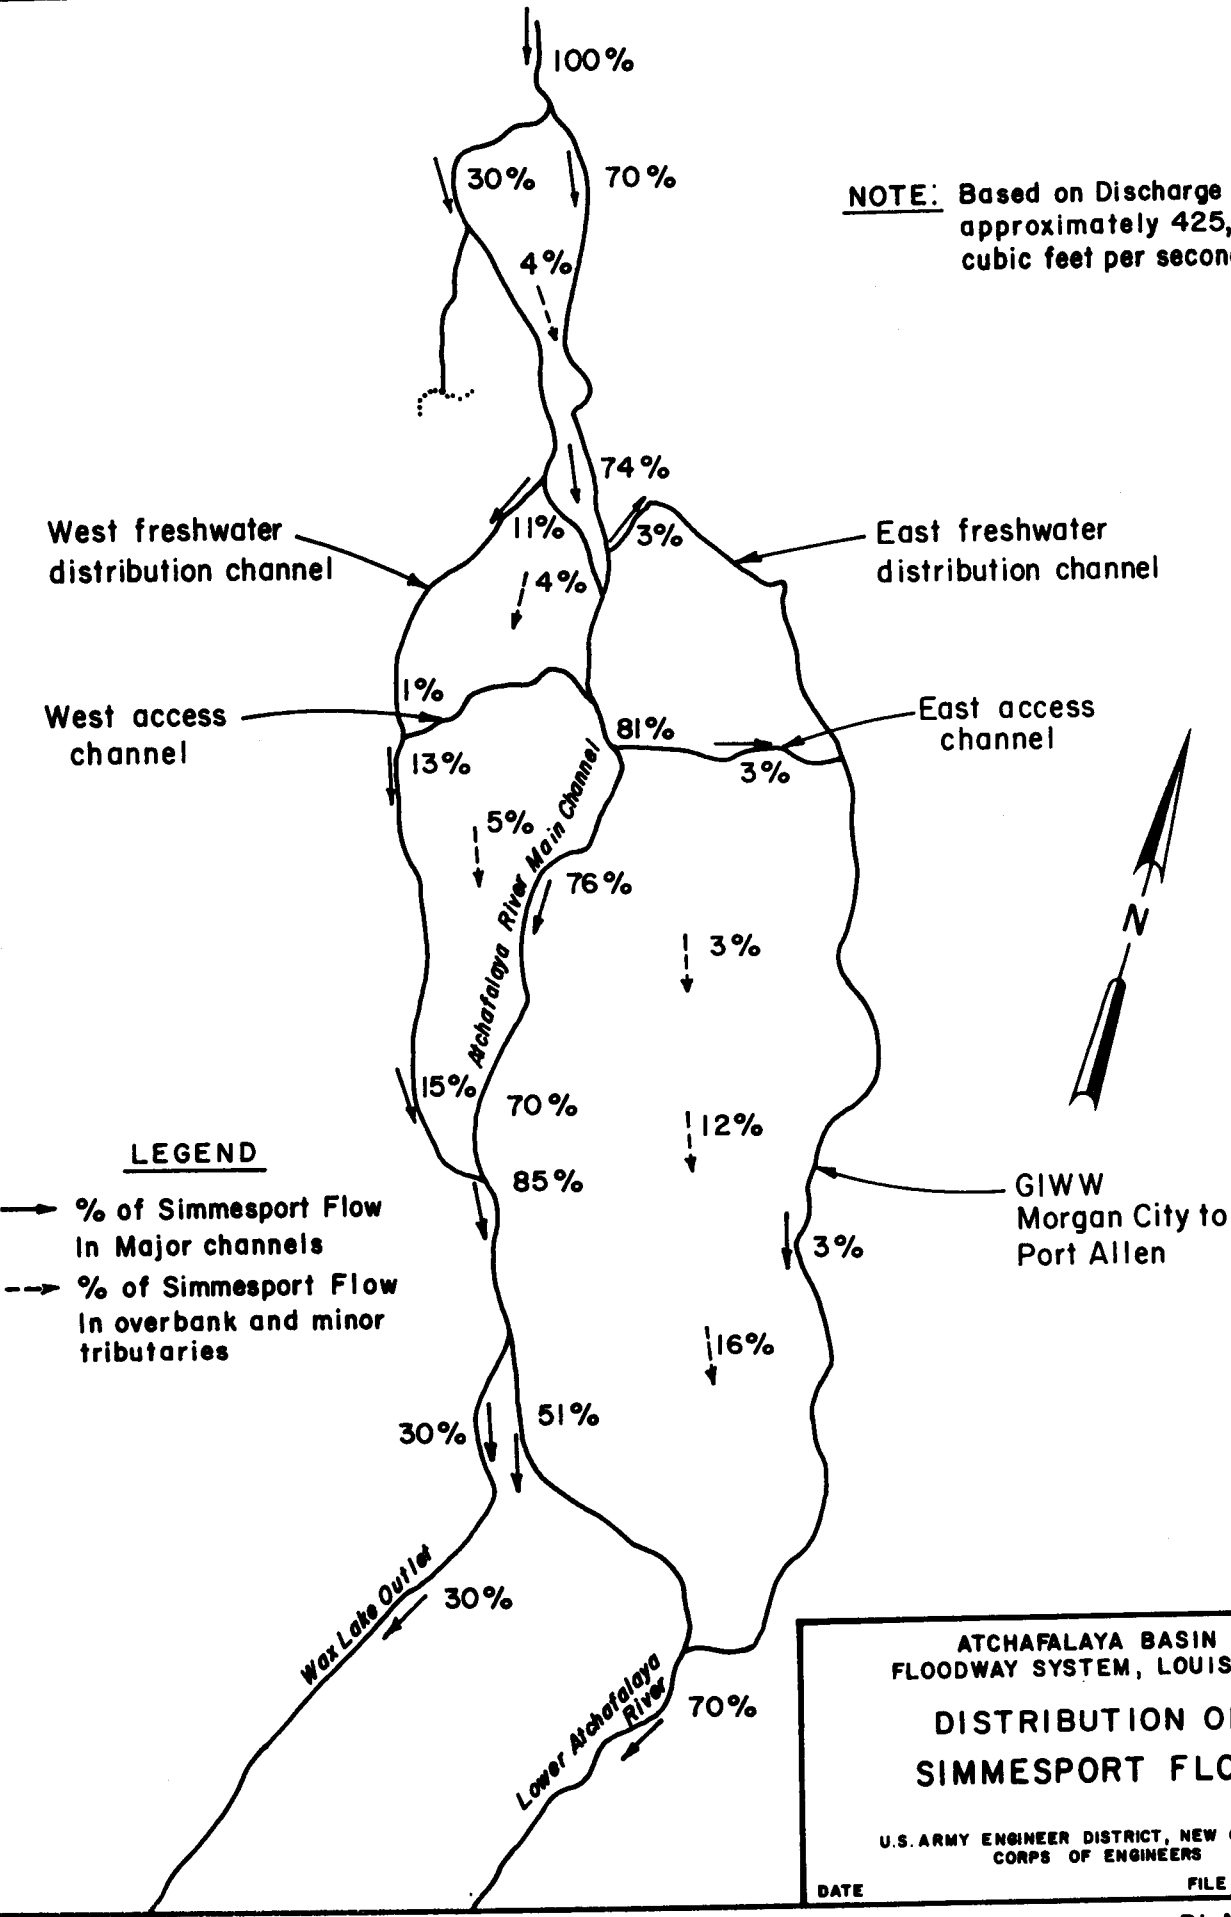 100%
30%
70%
NOTE: Based on Discharge
approximately 425,
cubic feet per secon
4%
74%
West freshwater
distribution channel
11%
3%
East freshwater
distribution channel
4%
1%
West access
channel
81%
East access
channel
13%
3%
5%
Atchafalaya River Main Channel
76%
3%
N
15%
70%
12%
LEGEND
85%
% of Simmesport Flow
In Major channels
% of Simmesport Flow
In overbank and minor
tributaries
GIWW
Morgan City to
Port Allen
3%
16%
30%
51%
Wax Lake Outlet
30%
Lower Atchafalaya
River
70%
ATCHAFALAYA BASIN
FLOODWAY SYSTEM, LOUIS
DISTRIBUTION O
SIMMESPORT FLO
U.S. ARMY ENGINEER DISTRICT, NEW
CORPS OF ENGINEERS
DATE
FILE